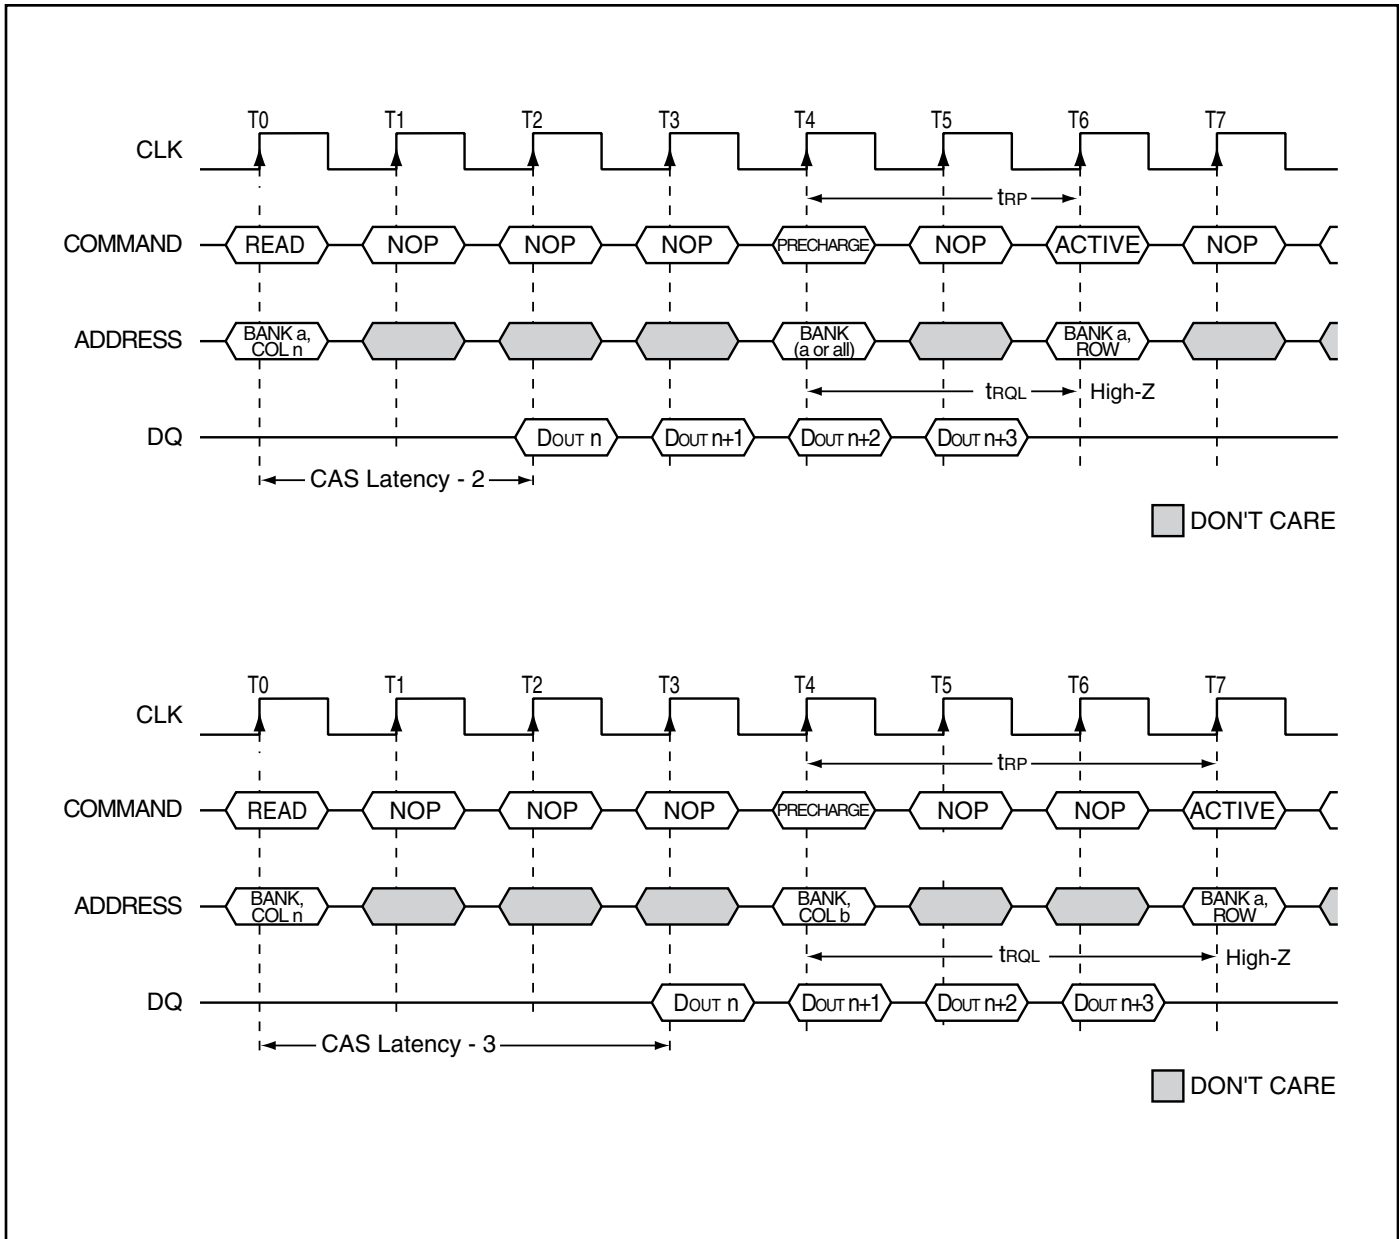 T0 T1 T2 T3 T4 T5 T6 T7
CLK
tRP
COMMAND READ NOP NOP NOP PRECHARGE NOP ACTIVE NOP
ADDRESS BANK a, COL n BANK (a or all) BANK a, ROW
tRQL High-Z
DQ DOUT n DOUT n+1 DOUT n+2 DOUT n+3
CAS Latency - 2
DON'T CARE
T0 T1 T2 T3 T4 T5 T6 T7
CLK
tRP
COMMAND READ NOP NOP NOP PRECHARGE NOP NOP ACTIVE
ADDRESS BANK, COL n BANK, COL b BANK a, ROW
tRQL High-Z
DQ DOUT n DOUT n+1 DOUT n+2 DOUT n+3
CAS Latency - 3
DON'T CARE